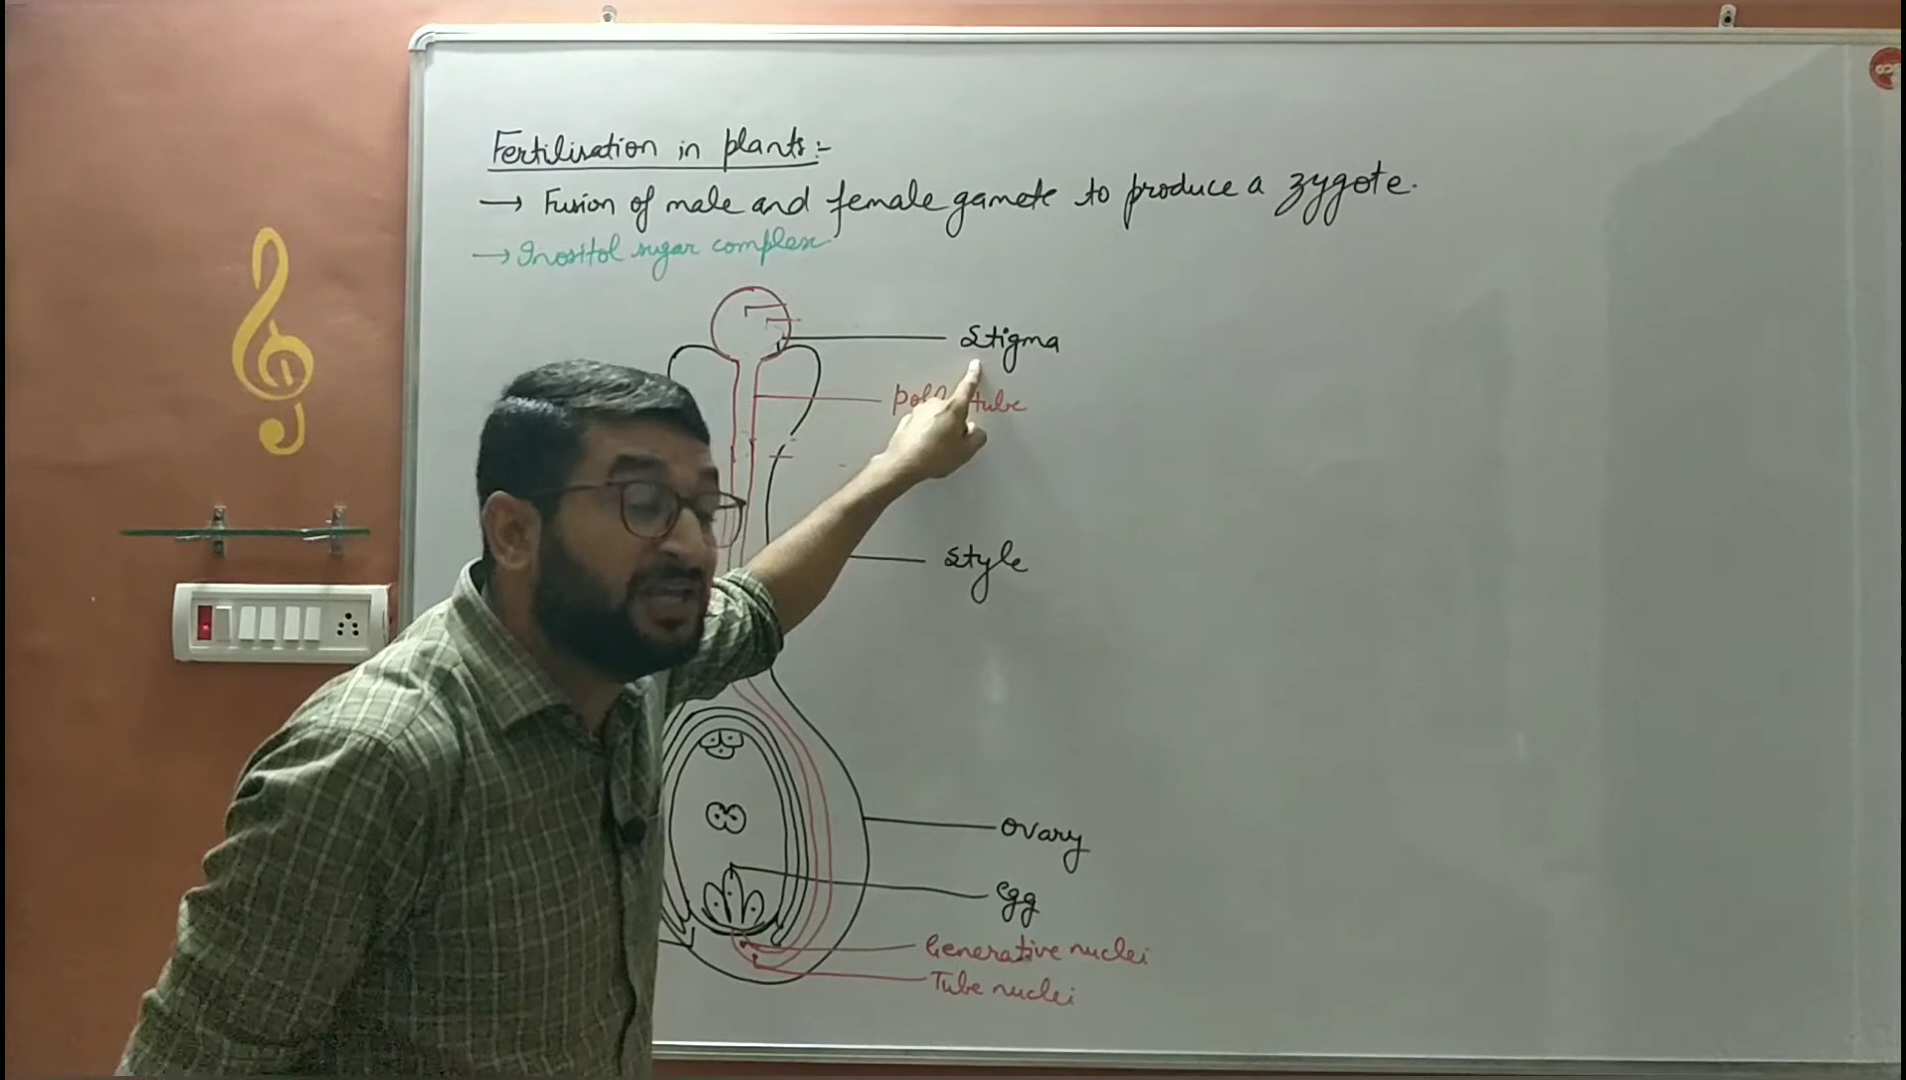 Fertilisation in plants:-
→ Fusion of male and female gamete to produce a zygote.
→ Inositol sugar complex
Stigma
tube
Style
ovary
egg
Generative nuclei
Tube nuclei